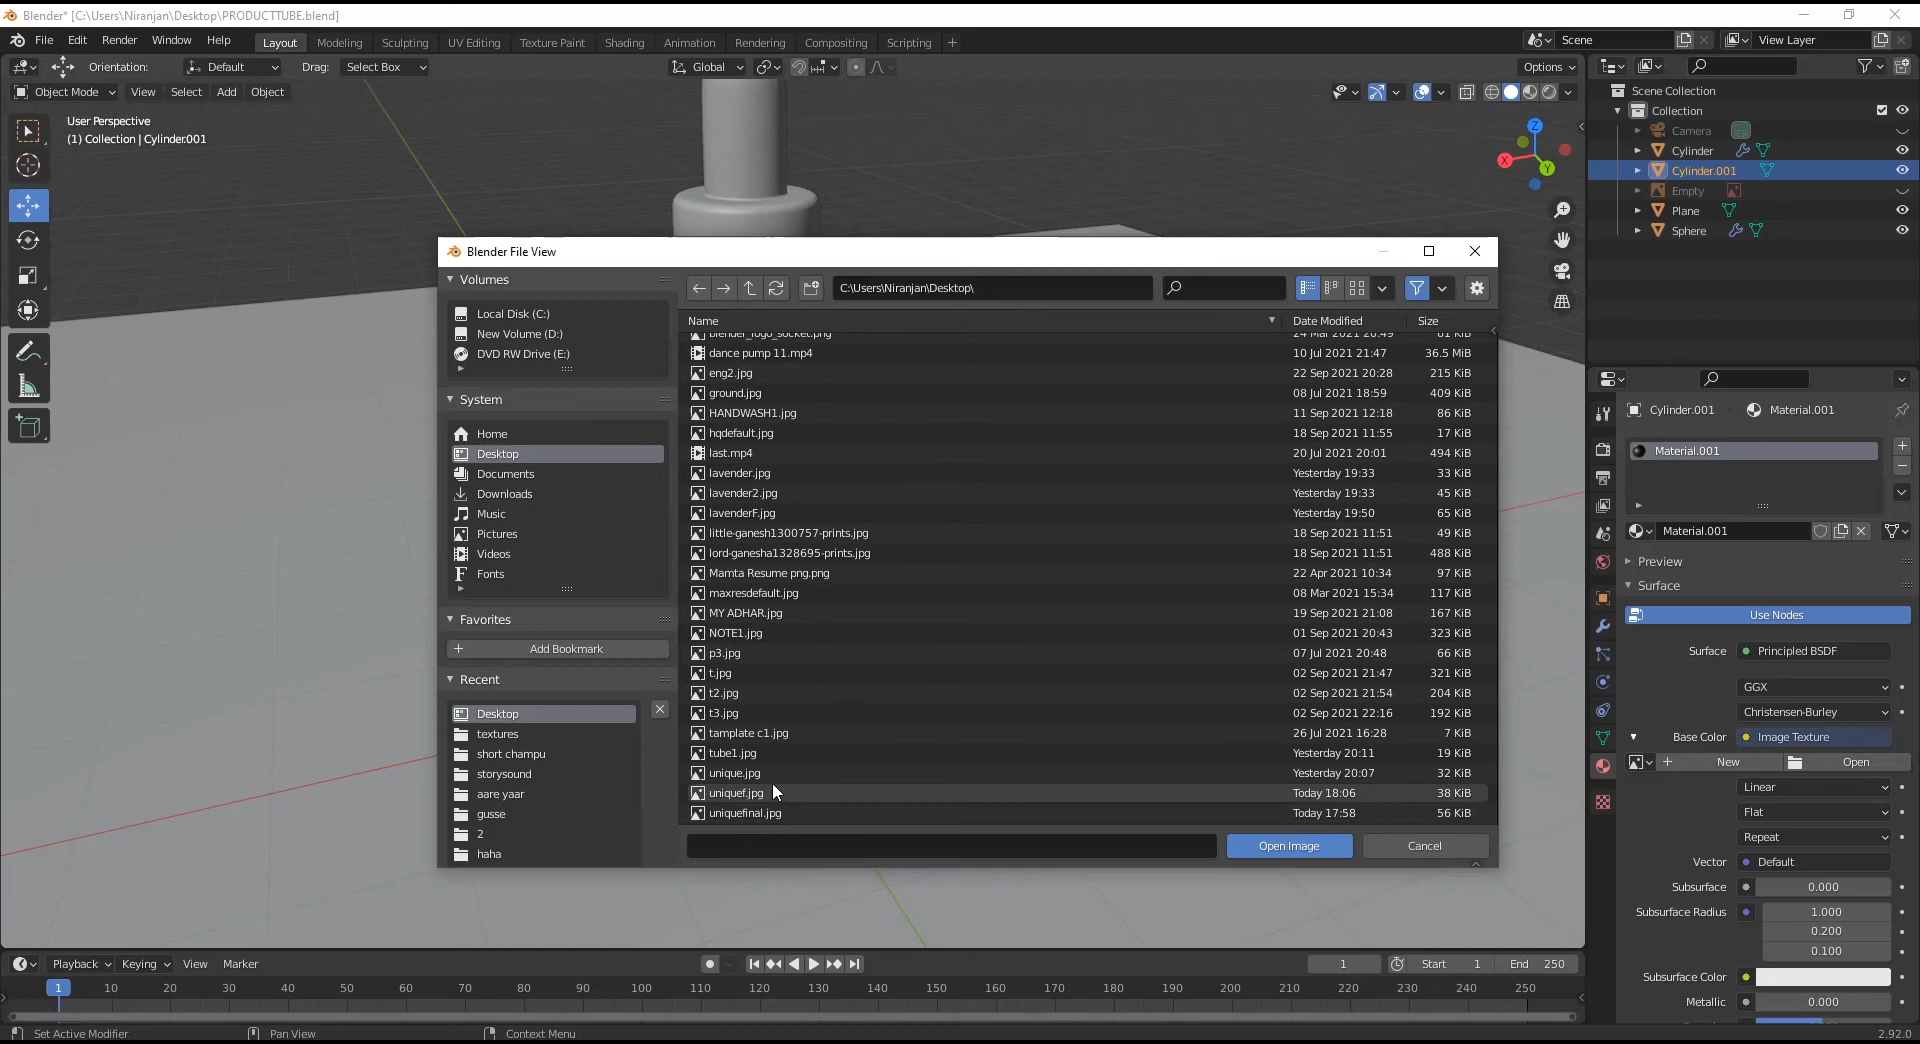 Blender* [C:\Users\Niranjan\Desktop\PRODUCTTUBE.blend]
File Edit Render Window Help Layout Modeling Sculpting UV Editing Texture Paint Shading Animation Rendering Compositing Scripting + Scene View Layer
Orientation: Default Drag: Select Box Global Options
Object Mode View Select Add Object
User Perspective
(1) Collection | Cylinder.001
Z
X
Y
Scene Collection
Collection
Camera
Cylinder
Cylinder.001
Empty
Plane
Sphere
Blender File View
Volumes
Local Disk (C:)
New Volume (D:)
DVD RW Drive (E:)
System
Home
Desktop
Documents
Downloads
Music
Pictures
Videos
Fonts
Favorites
Add Bookmark
Recent
Desktop
textures
short champu
storysound
aare yaar
gusse
2
haha
C:\Users\Niranjan\Desktop\
Name Date Modified Size
blender_logo_socket.png 24 Mar 2021 20:49 61 KiB
dance pump 11.mp4 10 Jul 2021 21:47 36.5 MiB
eng2.jpg 22 Sep 2021 20:28 215 KiB
ground.jpg 08 Jul 2021 18:59 409 KiB
HANDWASH1.jpg 11 Sep 2021 12:18 86 KiB
hqdefault.jpg 18 Sep 2021 11:55 17 KiB
last.mp4 20 Jul 2021 20:01 494 KiB
lavender.jpg Yesterday 19:33 33 KiB
lavender2.jpg Yesterday 19:33 45 KiB
lavenderF.jpg Yesterday 19:50 65 KiB
little-ganesh1300757-prints.jpg 18 Sep 2021 11:51 49 KiB
lord-ganesha1328695-prints.jpg 18 Sep 2021 11:51 488 KiB
Mamta Resume png.png 22 Apr 2021 10:34 97 KiB
maxresdefault.jpg 08 Mar 2021 15:34 117 KiB
MY ADHAR.jpg 19 Sep 2021 21:08 167 KiB
NOTE1.jpg 01 Sep 2021 20:43 323 KiB
p3.jpg 07 Jul 2021 20:48 66 KiB
t.jpg 02 Sep 2021 21:47 321 KiB
t2.jpg 02 Sep 2021 21:54 204 KiB
t3.jpg 02 Sep 2021 22:16 192 KiB
tamplate c1.jpg 26 Jul 2021 16:28 7 KiB
tube1.jpg Yesterday 20:11 19 KiB
unique.jpg Yesterday 20:07 32 KiB
uniquef.jpg Today 18:06 38 KiB
uniquefinal.jpg Today 17:58 56 KiB
Open Image Cancel
Cylinder.001 Material.001
Material.001
Material.001
Preview
Surface
Use Nodes
Surface Principled BSDF
GGX
Christensen-Burley
Base Color Image Texture
New Open
Linear
Flat
Repeat
Vector Default
Subsurface 0.000
Subsurface Radius 1.000
0.200
0.100
Subsurface Color
Metallic 0.000
Playback Keying View Marker 1 Start 1 End 250
1 10 20 30 40 50 60 70 80 90 100 110 120 130 140 150 160 170 180 190 200 210 220 230 240 250
Set Active Modifier Pan View Context Menu 2.92.0